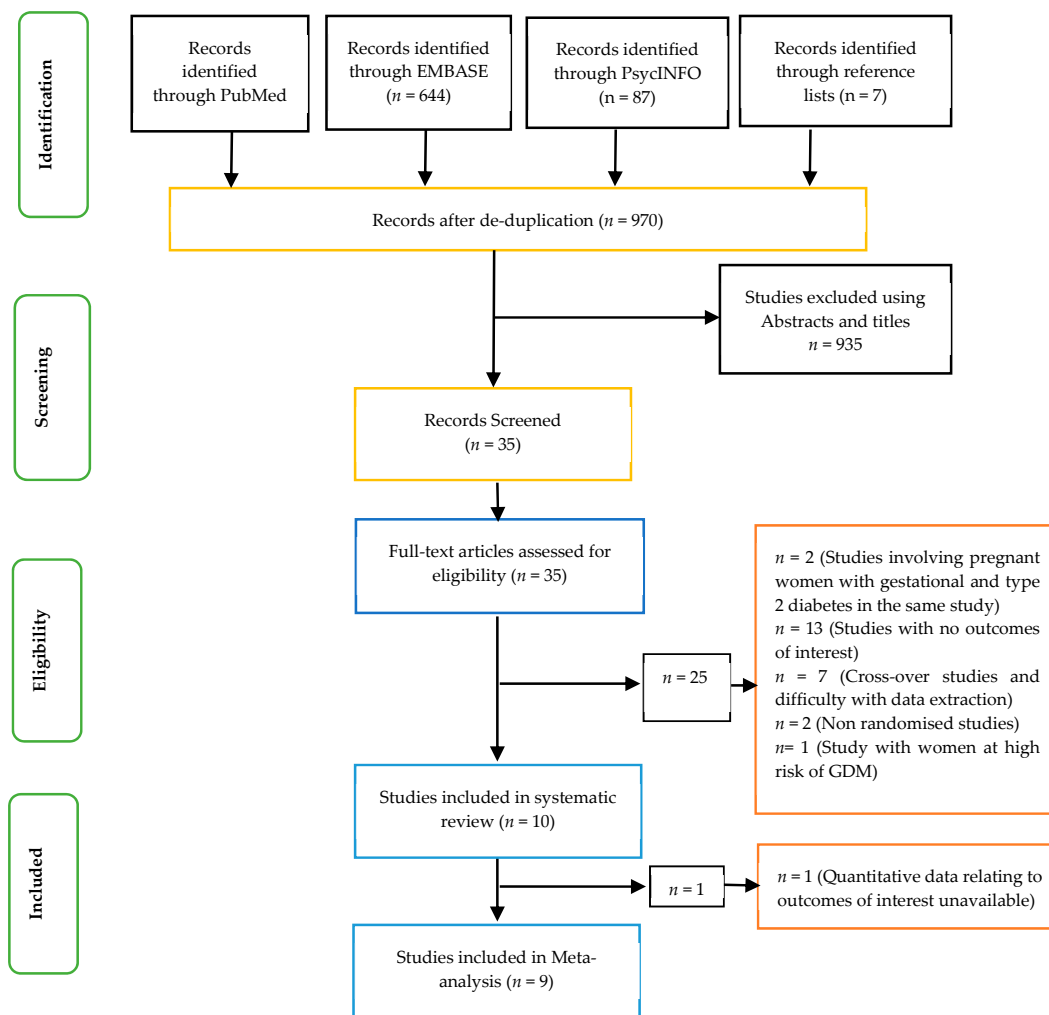 Identification
Records
identified
through PubMed
Records identified
through EMBASE
(n = 644)
Records identified
through PsycINFO
(n = 87)
Records identified
through reference
lists (n = 7)
Records after de-duplication (n = 970)
Screening
Studies excluded using
Abstracts and titles
n = 935
Records Screened
(n = 35)
Eligibility
Full-text articles assessed for
eligibility (n = 35)
n = 25
n = 2 (Studies involving pregnant
women with gestational and type
2 diabetes in the same study)
n = 13 (Studies with no outcomes
of interest)
n = 7 (Cross-over studies and
difficulty with data extraction)
n = 2 (Non randomised studies)
n= 1 (Study with women at high
risk of GDM)
Included
Studies included in systematic
review (n = 10)
n = 1
n = 1 (Quantitative data relating to
outcomes of interest unavailable)
Studies included in Meta-
analysis (n = 9)